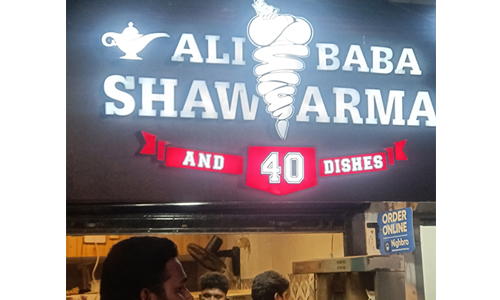 ALI BABA
SHAWARMA
AND 40 DISHES
ORDER
ONLINE
Nighbro